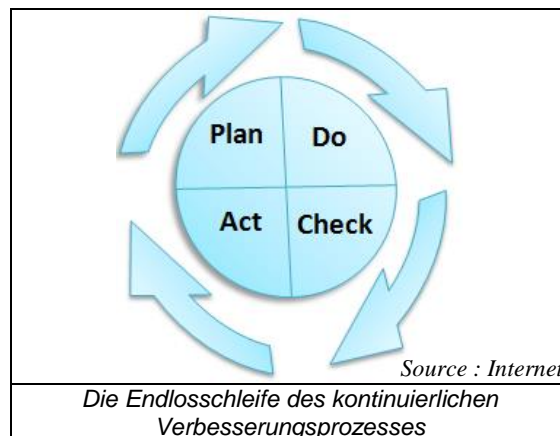 Plan Do
Act Check
Source : Internet
Die Endlosschleife des kontinuierlichen
Verbesserungsprozesses